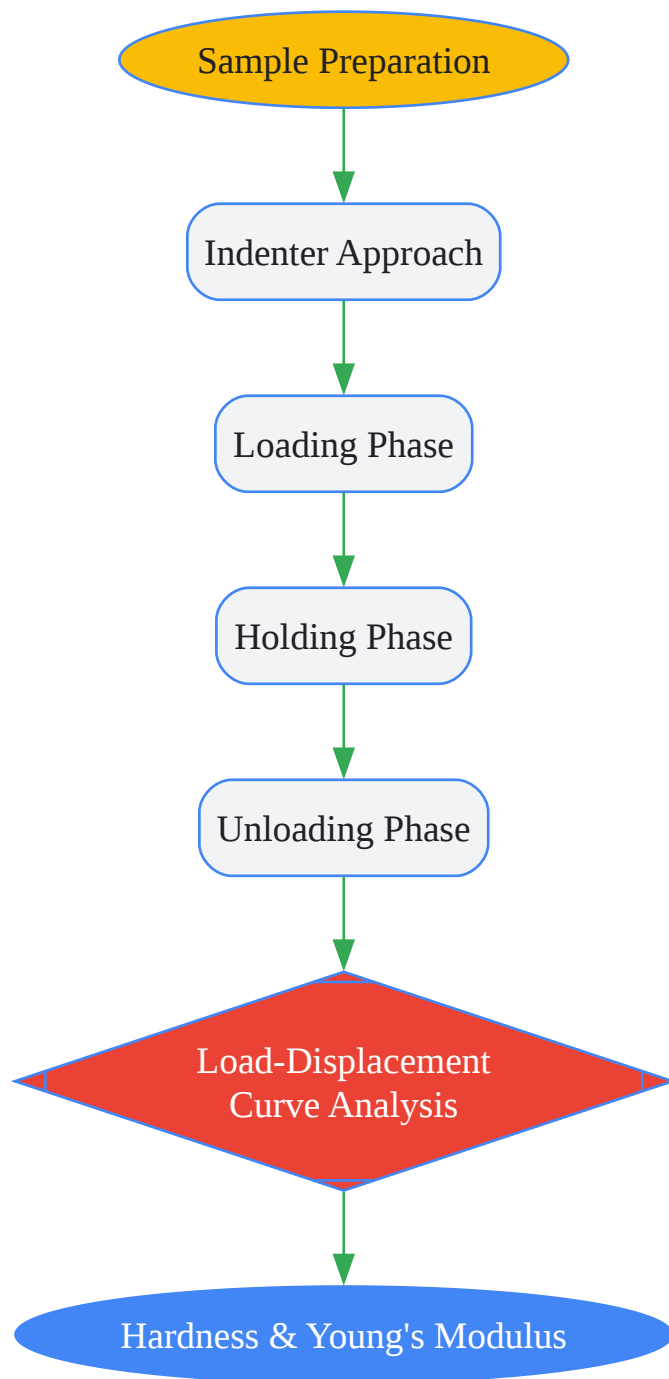 Sample Preparation
Indenter Approach
Loading Phase
Holding Phase
Unloading Phase
Load-Displacement
Curve Analysis
Hardness & Young's Modulus